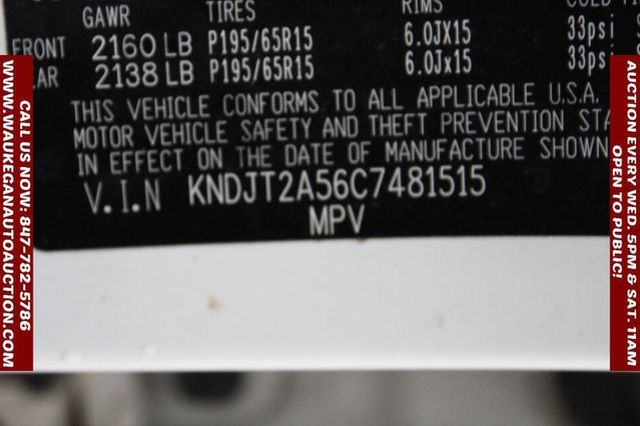 GAWR TIRES RIMS
FRONT 2160 LB P195/65R15 6.0JX15 33psi
2138 LB P195/65R15 6.0Jx15 33psi
THIS VEHICLE CONFORMS TO ALL APPLICABLE U.S.A.
MOTOR VEHICLE SAFETY AND THEFT PREVENTION
IN EFFECT ON THE DATE OF MANUFACTURE SHOWN
V.I.N KNDJT2A56C7481515
MPV
CALL US NOW: 847-782-5786
WWW.WAUKEGANAUTOAUCTION.COM
AUCTION EVERY WED. 5PM & SAT. 11AM
OPEN TO PUBLIC!